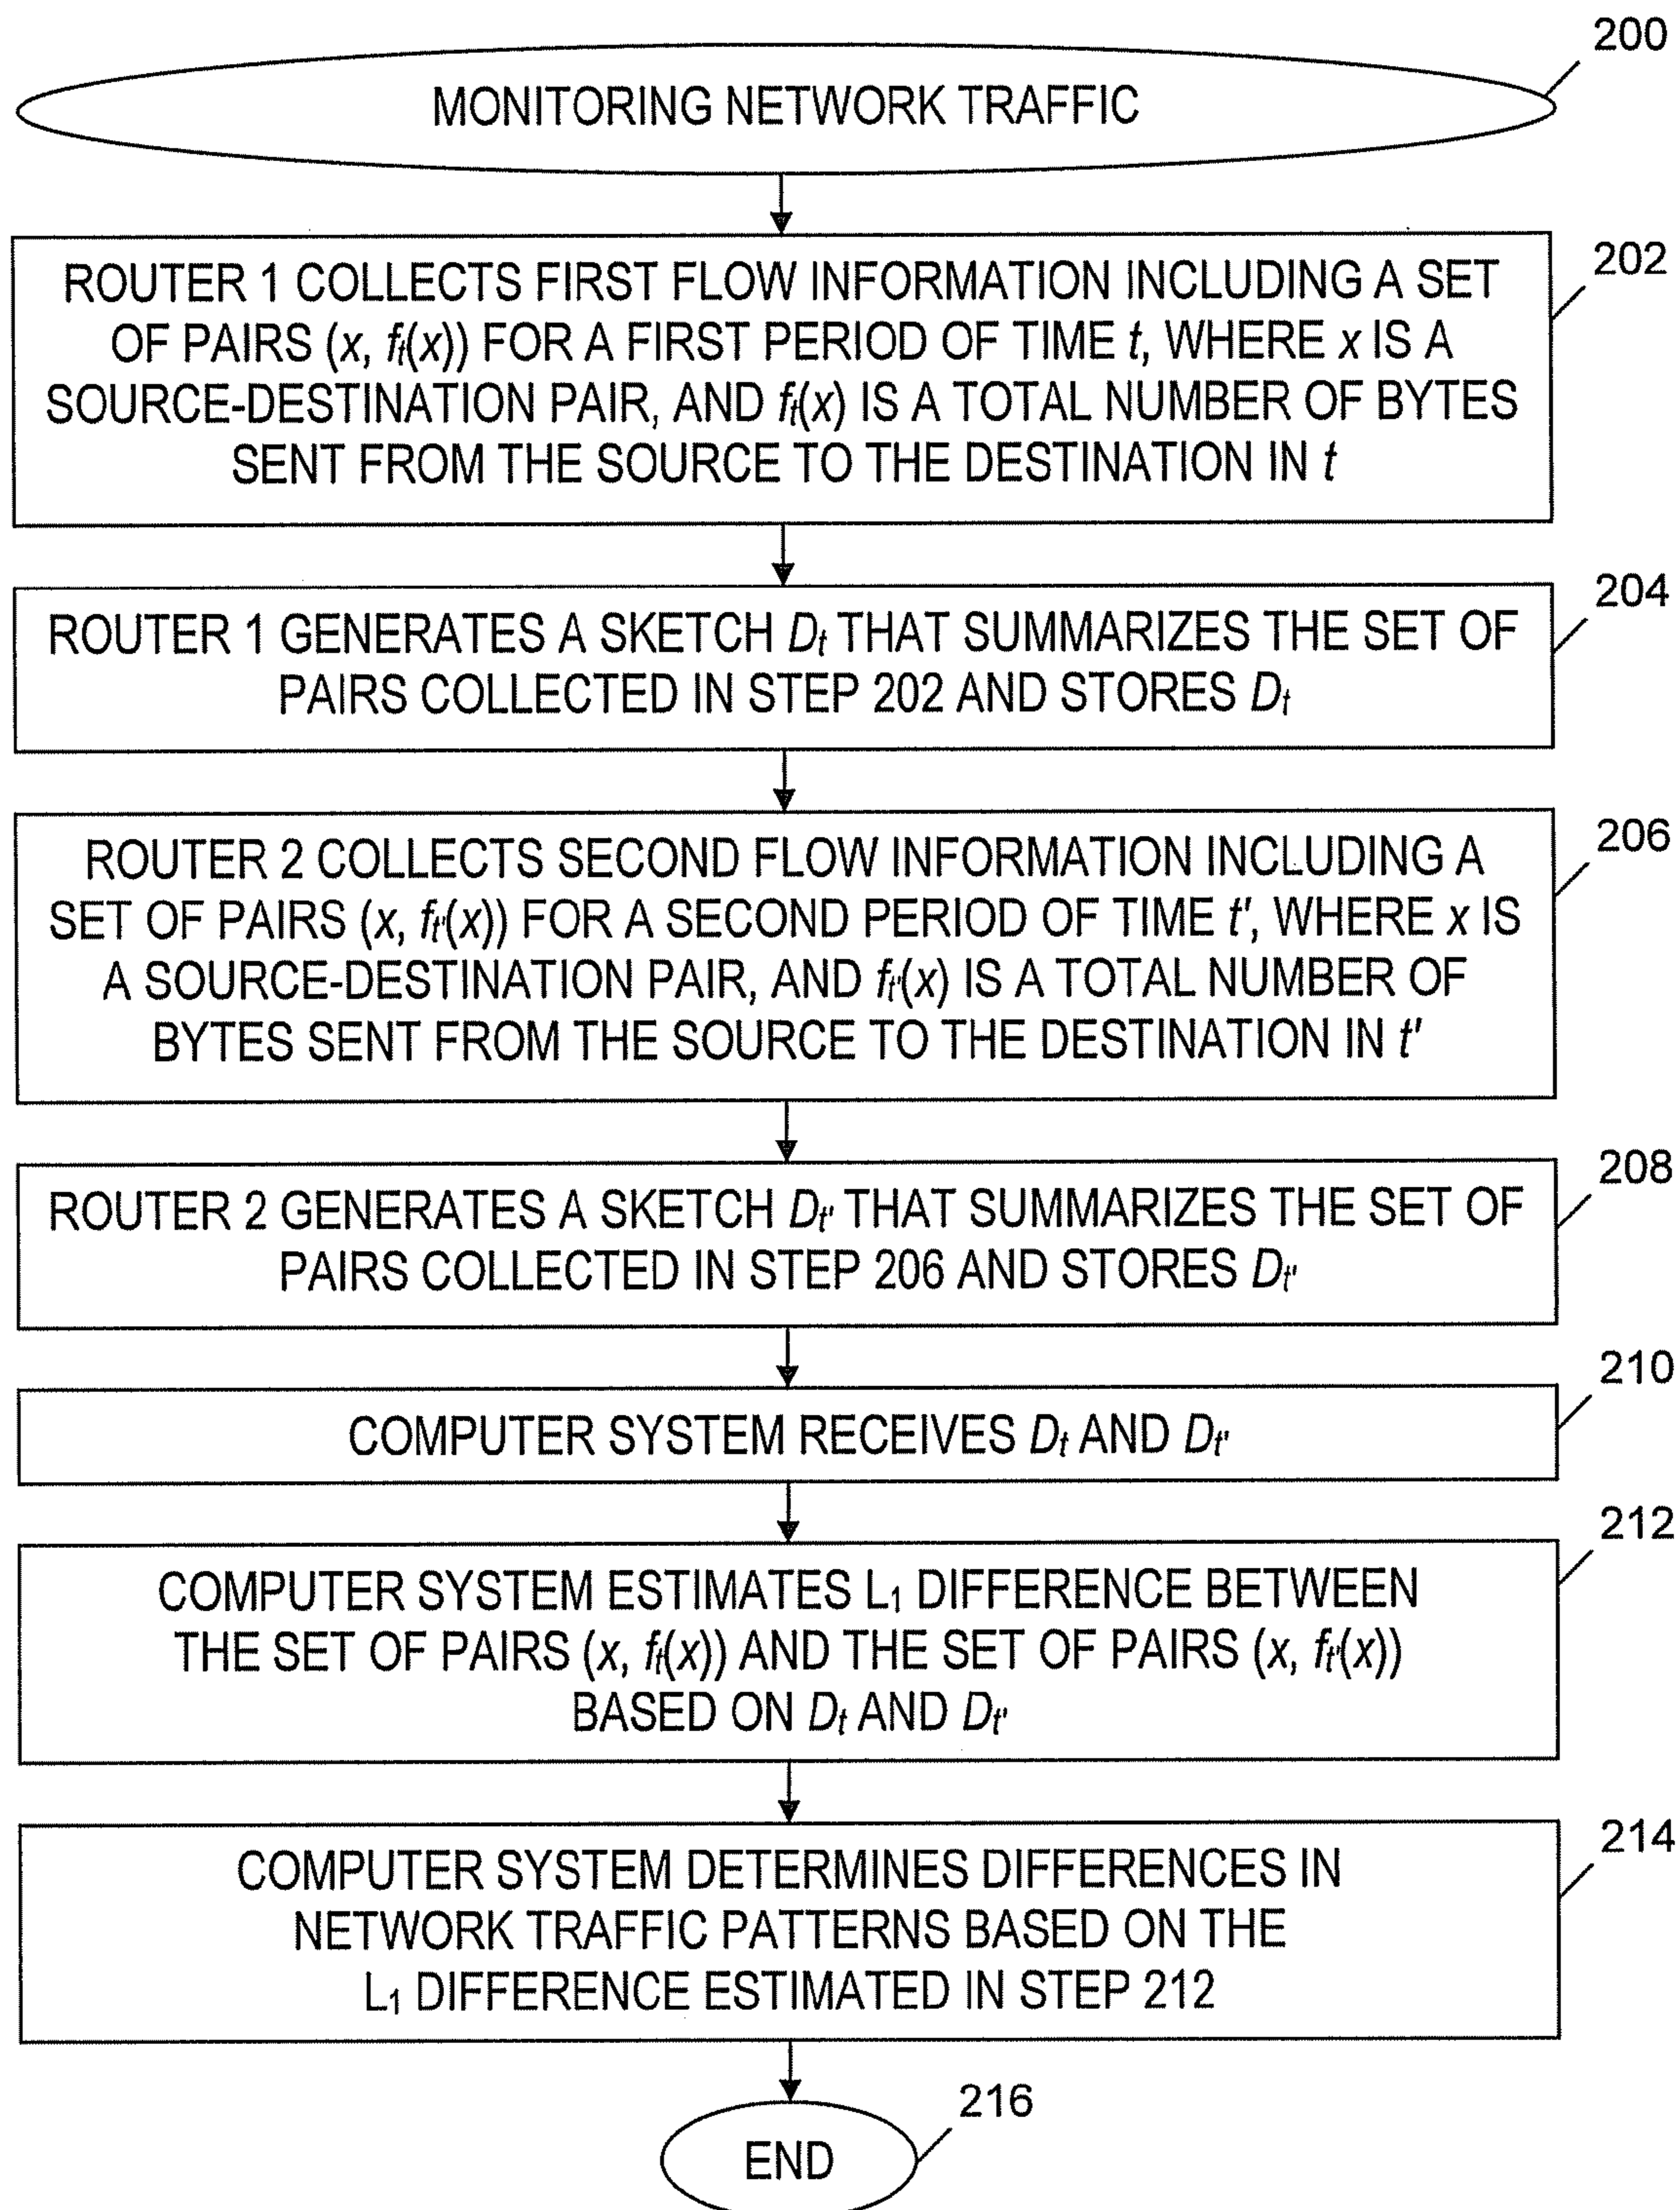 200
MONITORING NETWORK TRAFFIC
202
ROUTER 1 COLLECTS FIRST FLOW INFORMATION INCLUDING A SET
OF PAIRS (x, fₜ(x)) FOR A FIRST PERIOD OF TIME t, WHERE x IS A
SOURCE-DESTINATION PAIR, AND fₜ(x) IS A TOTAL NUMBER OF BYTES
SENT FROM THE SOURCE TO THE DESTINATION IN t
204
ROUTER 1 GENERATES A SKETCH Dₜ THAT SUMMARIZES THE SET OF
PAIRS COLLECTED IN STEP 202 AND STORES Dₜ
206
ROUTER 2 COLLECTS SECOND FLOW INFORMATION INCLUDING A
SET OF PAIRS (x, fₜ'(x)) FOR A SECOND PERIOD OF TIME t', WHERE x IS
A SOURCE-DESTINATION PAIR, AND fₜ'(x) IS A TOTAL NUMBER OF
BYTES SENT FROM THE SOURCE TO THE DESTINATION IN t'
208
ROUTER 2 GENERATES A SKETCH Dₜ' THAT SUMMARIZES THE SET OF
PAIRS COLLECTED IN STEP 206 AND STORES Dₜ'
210
COMPUTER SYSTEM RECEIVES Dₜ AND Dₜ'
212
COMPUTER SYSTEM ESTIMATES L₁ DIFFERENCE BETWEEN
THE SET OF PAIRS (x, fₜ(x)) AND THE SET OF PAIRS (x, fₜ'(x))
BASED ON Dₜ AND Dₜ'
214
COMPUTER SYSTEM DETERMINES DIFFERENCES IN
NETWORK TRAFFIC PATTERNS BASED ON THE
L₁ DIFFERENCE ESTIMATED IN STEP 212
216
END